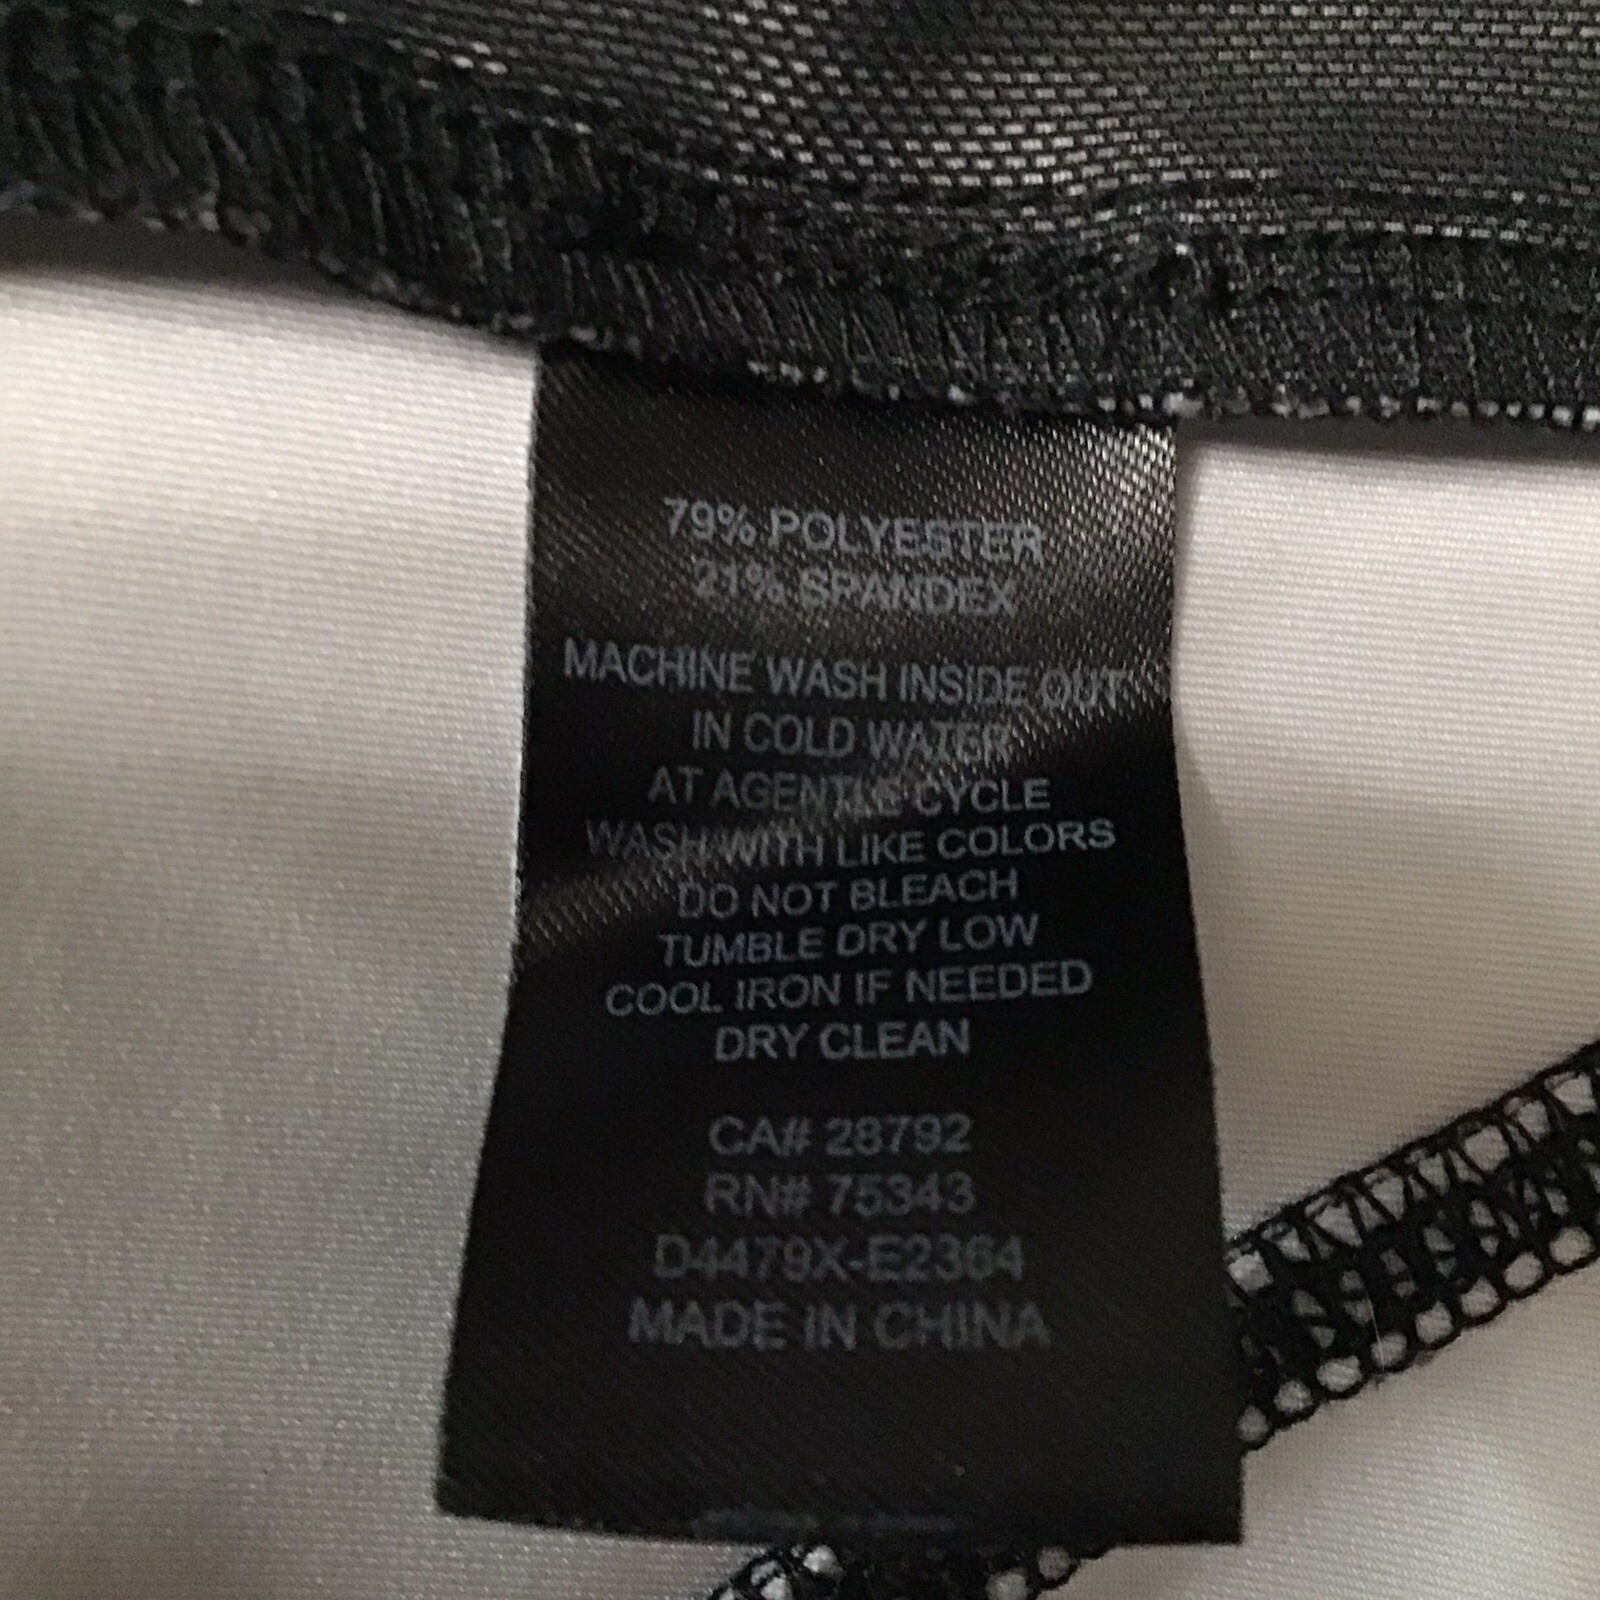 79% POLYESTER
21% SPANDEX
MACHINE WASH INSIDE OUT
IN COLD WATER
AT AGENTLE CYCLE
WASH WITH LIKE COLORS
DO NOT BLEACH
TUMBLE DRY LOW
COOL IRON IF NEEDED
DRY CLEAN
CA# 28792
RN# 75343
D4479X-E2364
MADE IN CHINA